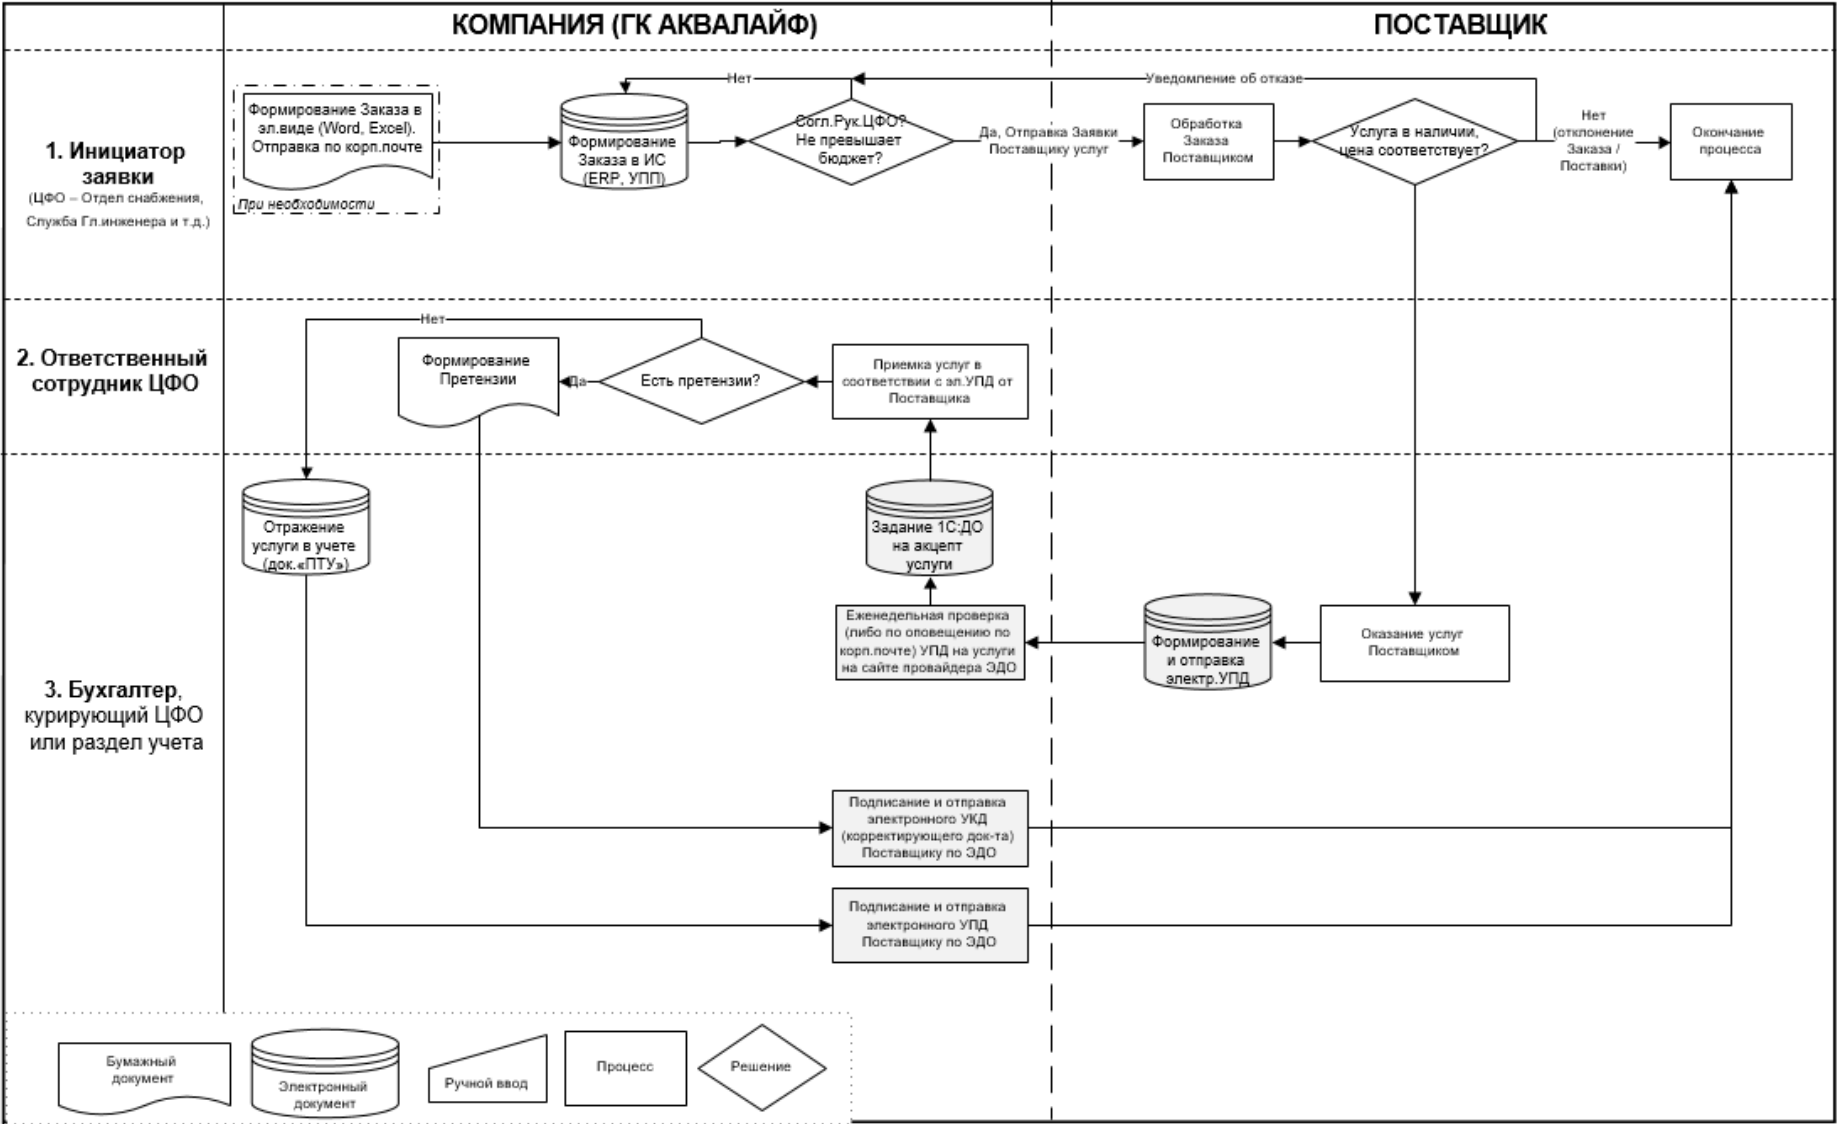 КОМПАНИЯ (ГК АКВАЛАЙФ)
ПОСТАВЩИК
1. Инициатор
заявки
(ЦФО – Отдел снабжения,
Служба Гл.инженера и т.д.)
Формирование Заказа в
эл.виде (Word, Excel).
Отправка по корп.почте
При необходимости
Формирование
Заказа в ИС
(ERP, УПП)
Нет
Согл.Рук.ЦФО?
Не превышает
бюджет?
Да, Отправка Заявки
Поставщику услуг
Уведомление об отказе
Обработка
Заказа
Поставщиком
Услуга в наличии,
цена соответствует?
Нет
(отклонение
Заказа /
Поставки)
Окончание
процесса
2. Ответственный
сотрудник ЦФО
Нет
Формирование
Претензии
Да
Есть претензии?
Приемка услуг в
соответствии с эл.УПД от
Поставщика
3. Бухгалтер,
курирующий ЦФО
или раздел учета
Отражение
услуги в учете
(док.«ПТУ»)
Задание 1С:ДО
на акцепт
услуги
Еженедельная проверка
(либо по оповещению по
корп.почте) УПД на услуги
на сайте провайдера ЭДО
Формирование
и отправка
электр.УПД
Оказание услуг
Поставщиком
Подписание и отправка
электронного УКД
(корректирующего док-та)
Поставщику по ЭДО
Подписание и отправка
электронного УПД
Поставщику по ЭДО
Бумажный
документ
Электронный
документ
Ручной ввод
Процесс
Решение